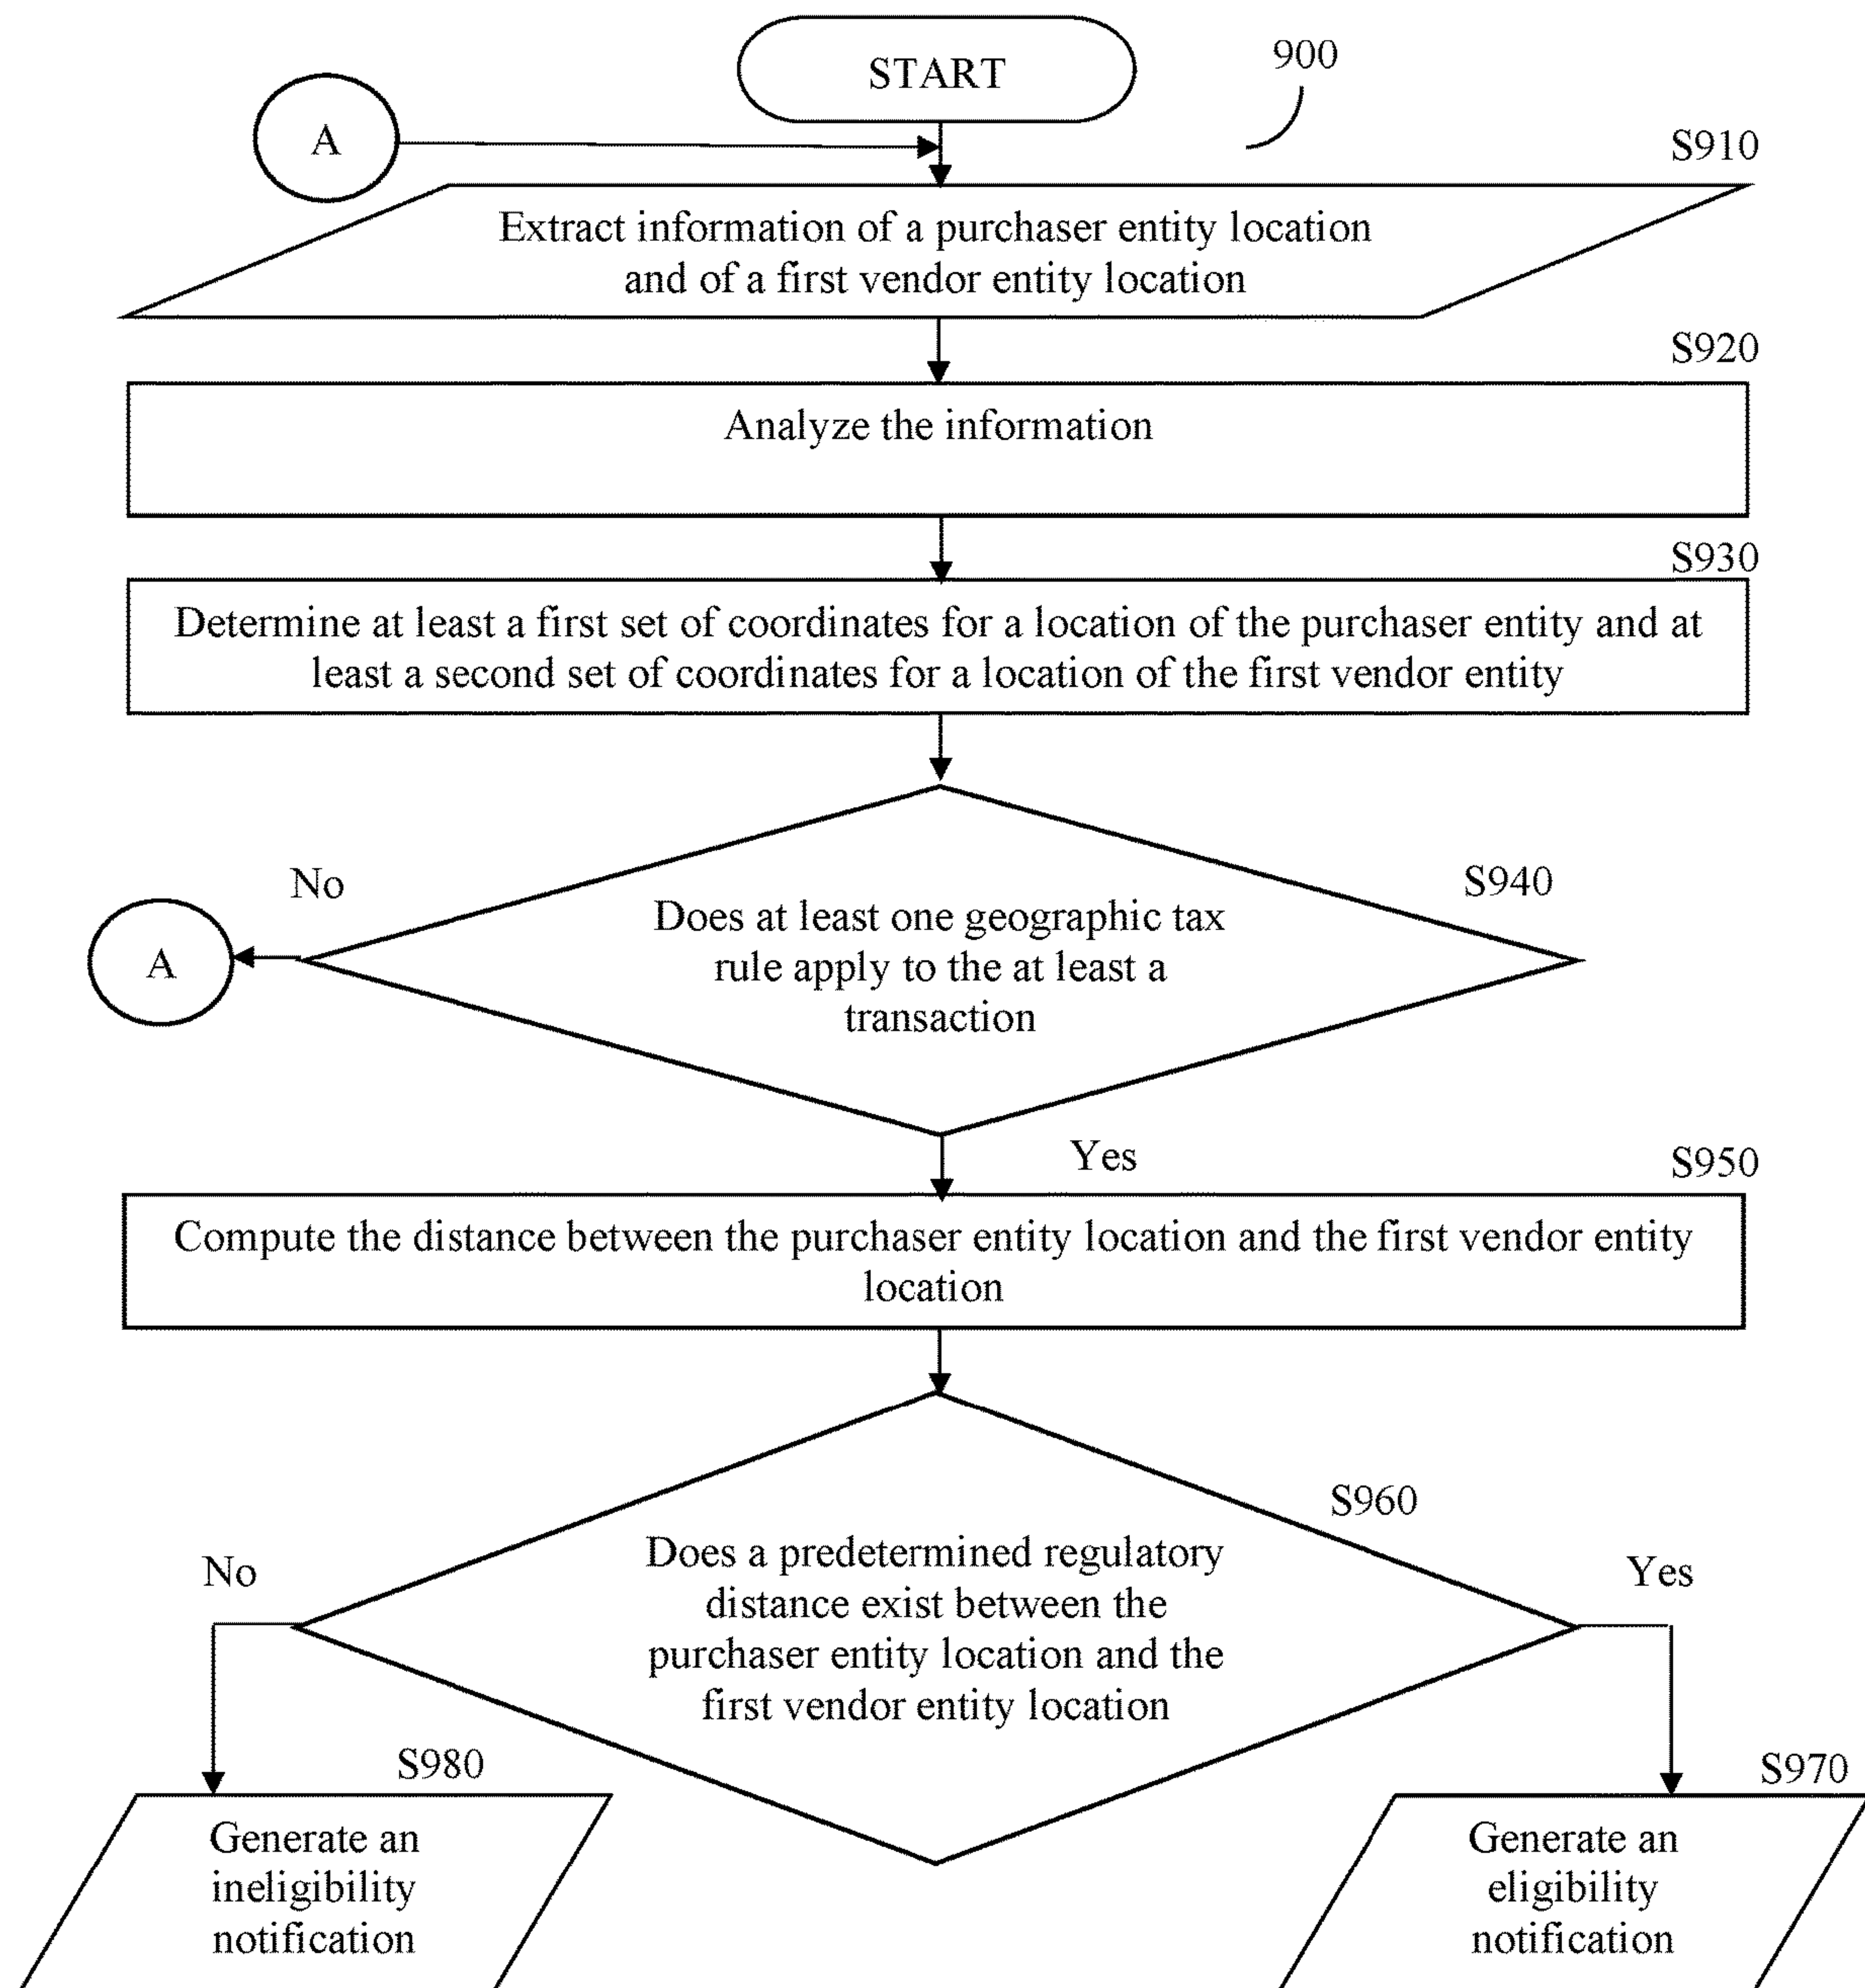 START
900
A
S910
Extract information of a purchaser entity location
and of a first vendor entity location
S920
Analyze the information
S930
Determine at least a first set of coordinates for a location of the purchaser entity and at
least a second set of coordinates for a location of the first vendor entity
No
S940
A
Does at least one geographic tax
rule apply to the at least a
transaction
Yes
S950
Compute the distance between the purchaser entity location and the first vendor entity
location
S960
No
Yes
Does a predetermined regulatory
distance exist between the
purchaser entity location and the
first vendor entity location
S980
S970
Generate an
ineligibility
notification
Generate an
eligibility
notification